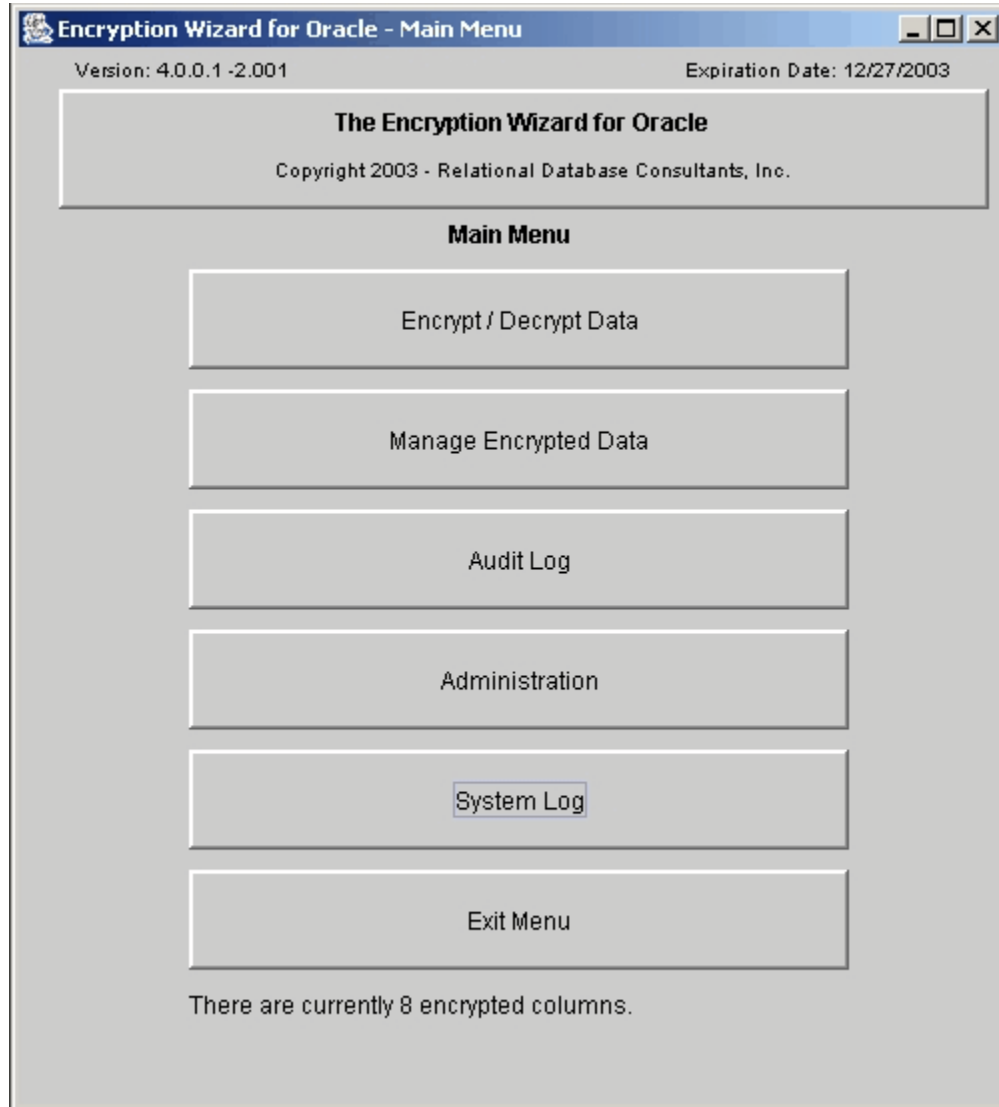 Encryption Wizard for Oracle - Main Menu
Version: 4.0.0.1 -2.001 Expiration Date: 12/27/2003
The Encryption Wizard for Oracle
Copyright 2003 - Relational Database Consultants, Inc.
Main Menu
Encrypt / Decrypt Data
Manage Encrypted Data
Audit Log
Administration
System Log
Exit Menu
There are currently 8 encrypted columns.